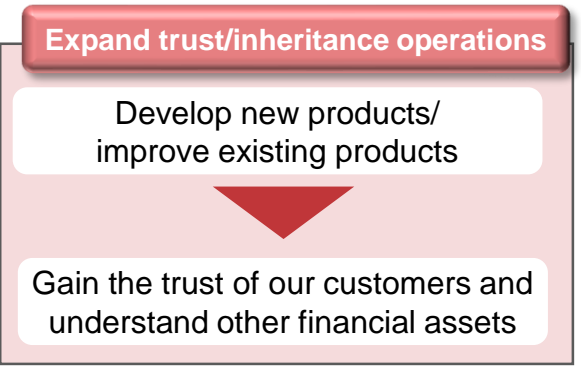 Expand trust/inheritance operations
Develop new products/
improve existing products
Gain the trust of our customers and
understand other financial assets